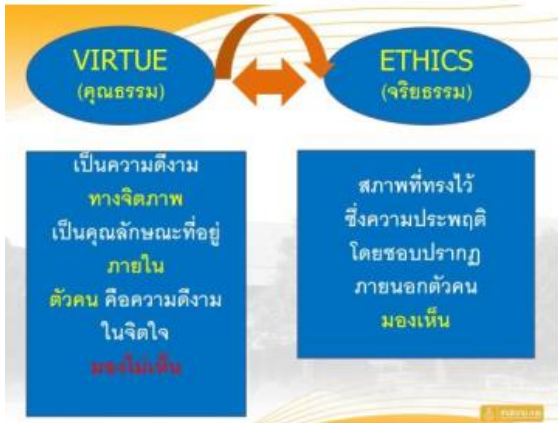 VIRTUE
(คุณธรรม)
ETHICS
(จริยธรรม)
เป็นความดีงาม
ทางจิตภาพ
เป็นคุณลักษณะที่อยู่
ภายใน
ตัวคน คือความดีงาม
ในจิตใจ
มองไม่เห็น
สภาพที่ทรงไว้
ซึ่งความประพฤติ
โดยชอบปรากฏ
ภายนอกตัวคน
มองเห็น